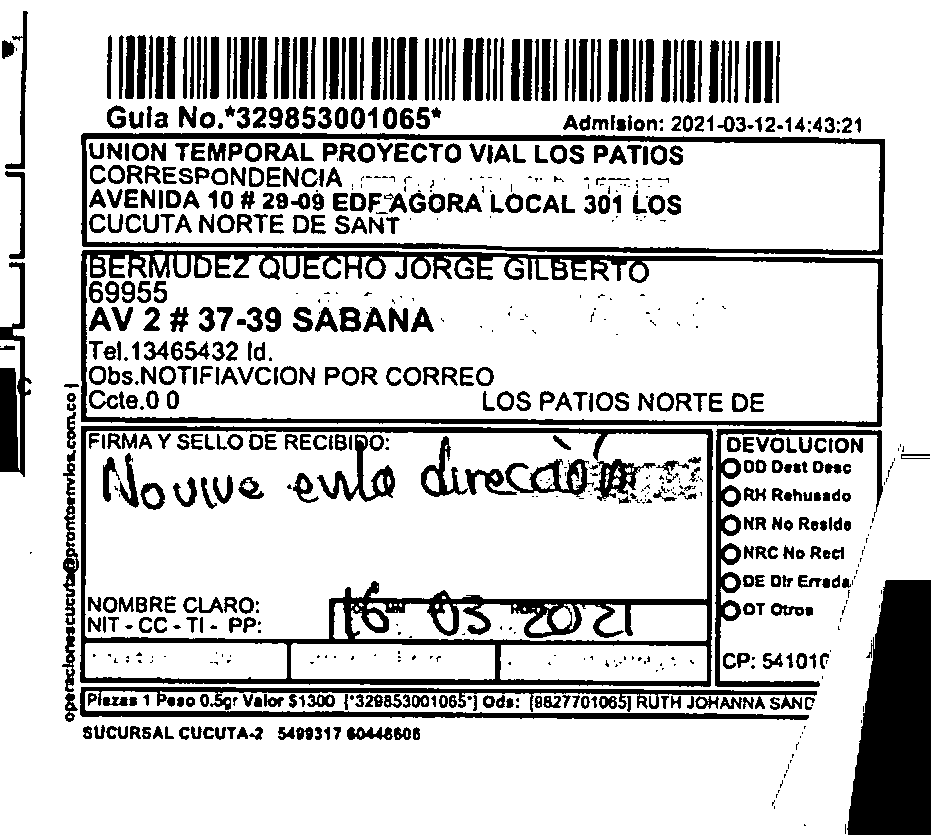 Guia No.*329853001065*
Admision: 2021-03-12-14:43:21
UNION TEMPORAL PROYECTO VIAL LOS PATIOS
CORRESPONDENCIA
AVENIDA 10 # 29-09 EDF AGORA LOCAL 301 LOS
CUCUTA NORTE DE SANT
BERMUDEZ QUECHO JORGE GILBERTO
69955
AV 2 # 37-39 SABANA
Tel.13465432 Id.
Obs.NOTIFIAVCION POR CORREO
Ccte.0 0 LOS PATIOS NORTE DE
operacionescucuta@prontoenvios.com.co |
FIRMA Y SELLO DE RECIBIDO:
No vive enla dirección
NOMBRE CLARO:
NIT - CC - TI - PP:
16 03 2021
DEVOLUCION
DD Dest Desc
RH Rehusado
NR No Reside
NRC No Recl
DE Dir Errada
OT Otros
CP: 541010
Piezas 1 Peso 0.5gr Valor $1300 [*329853001065*] Ods: [9827701065] RUTH JOHANNA SAND
SUCURSAL CUCUTA-2 5499317 60448606